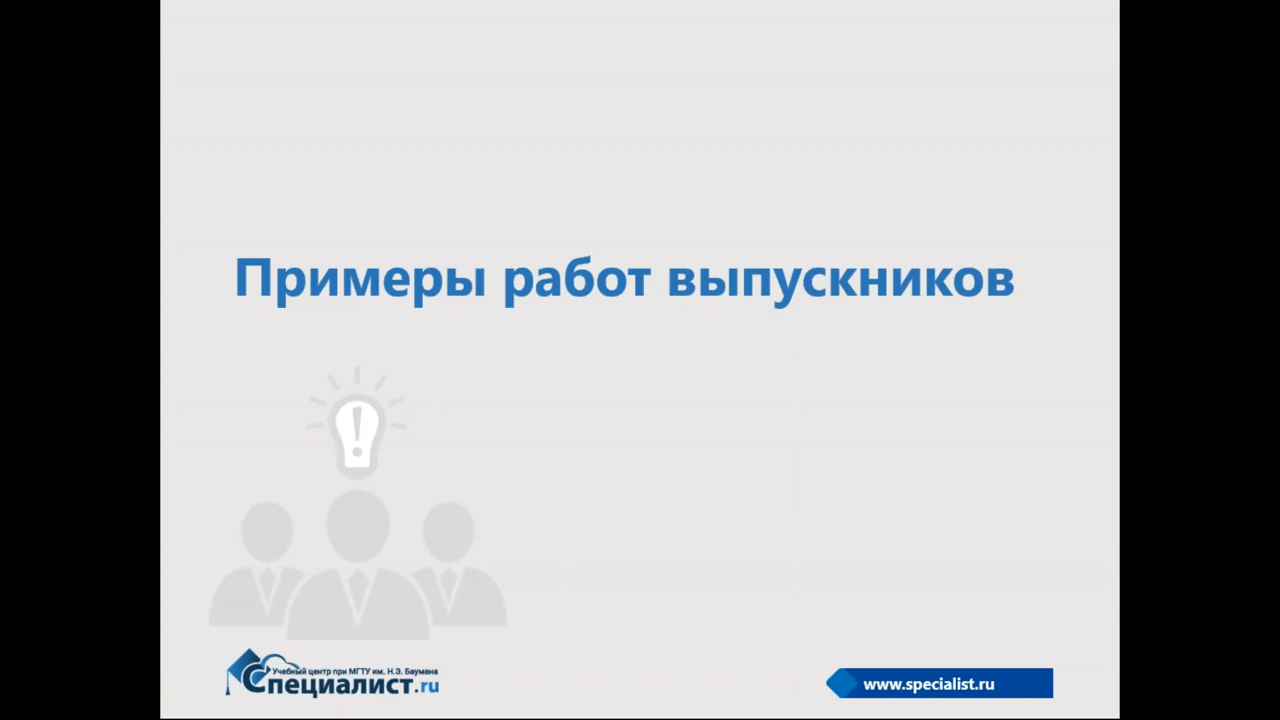 Примеры работ выпускников
Учебный центр при МГТУ им. Н.Э. Баумана
Специалист.ru
www.specialist.ru